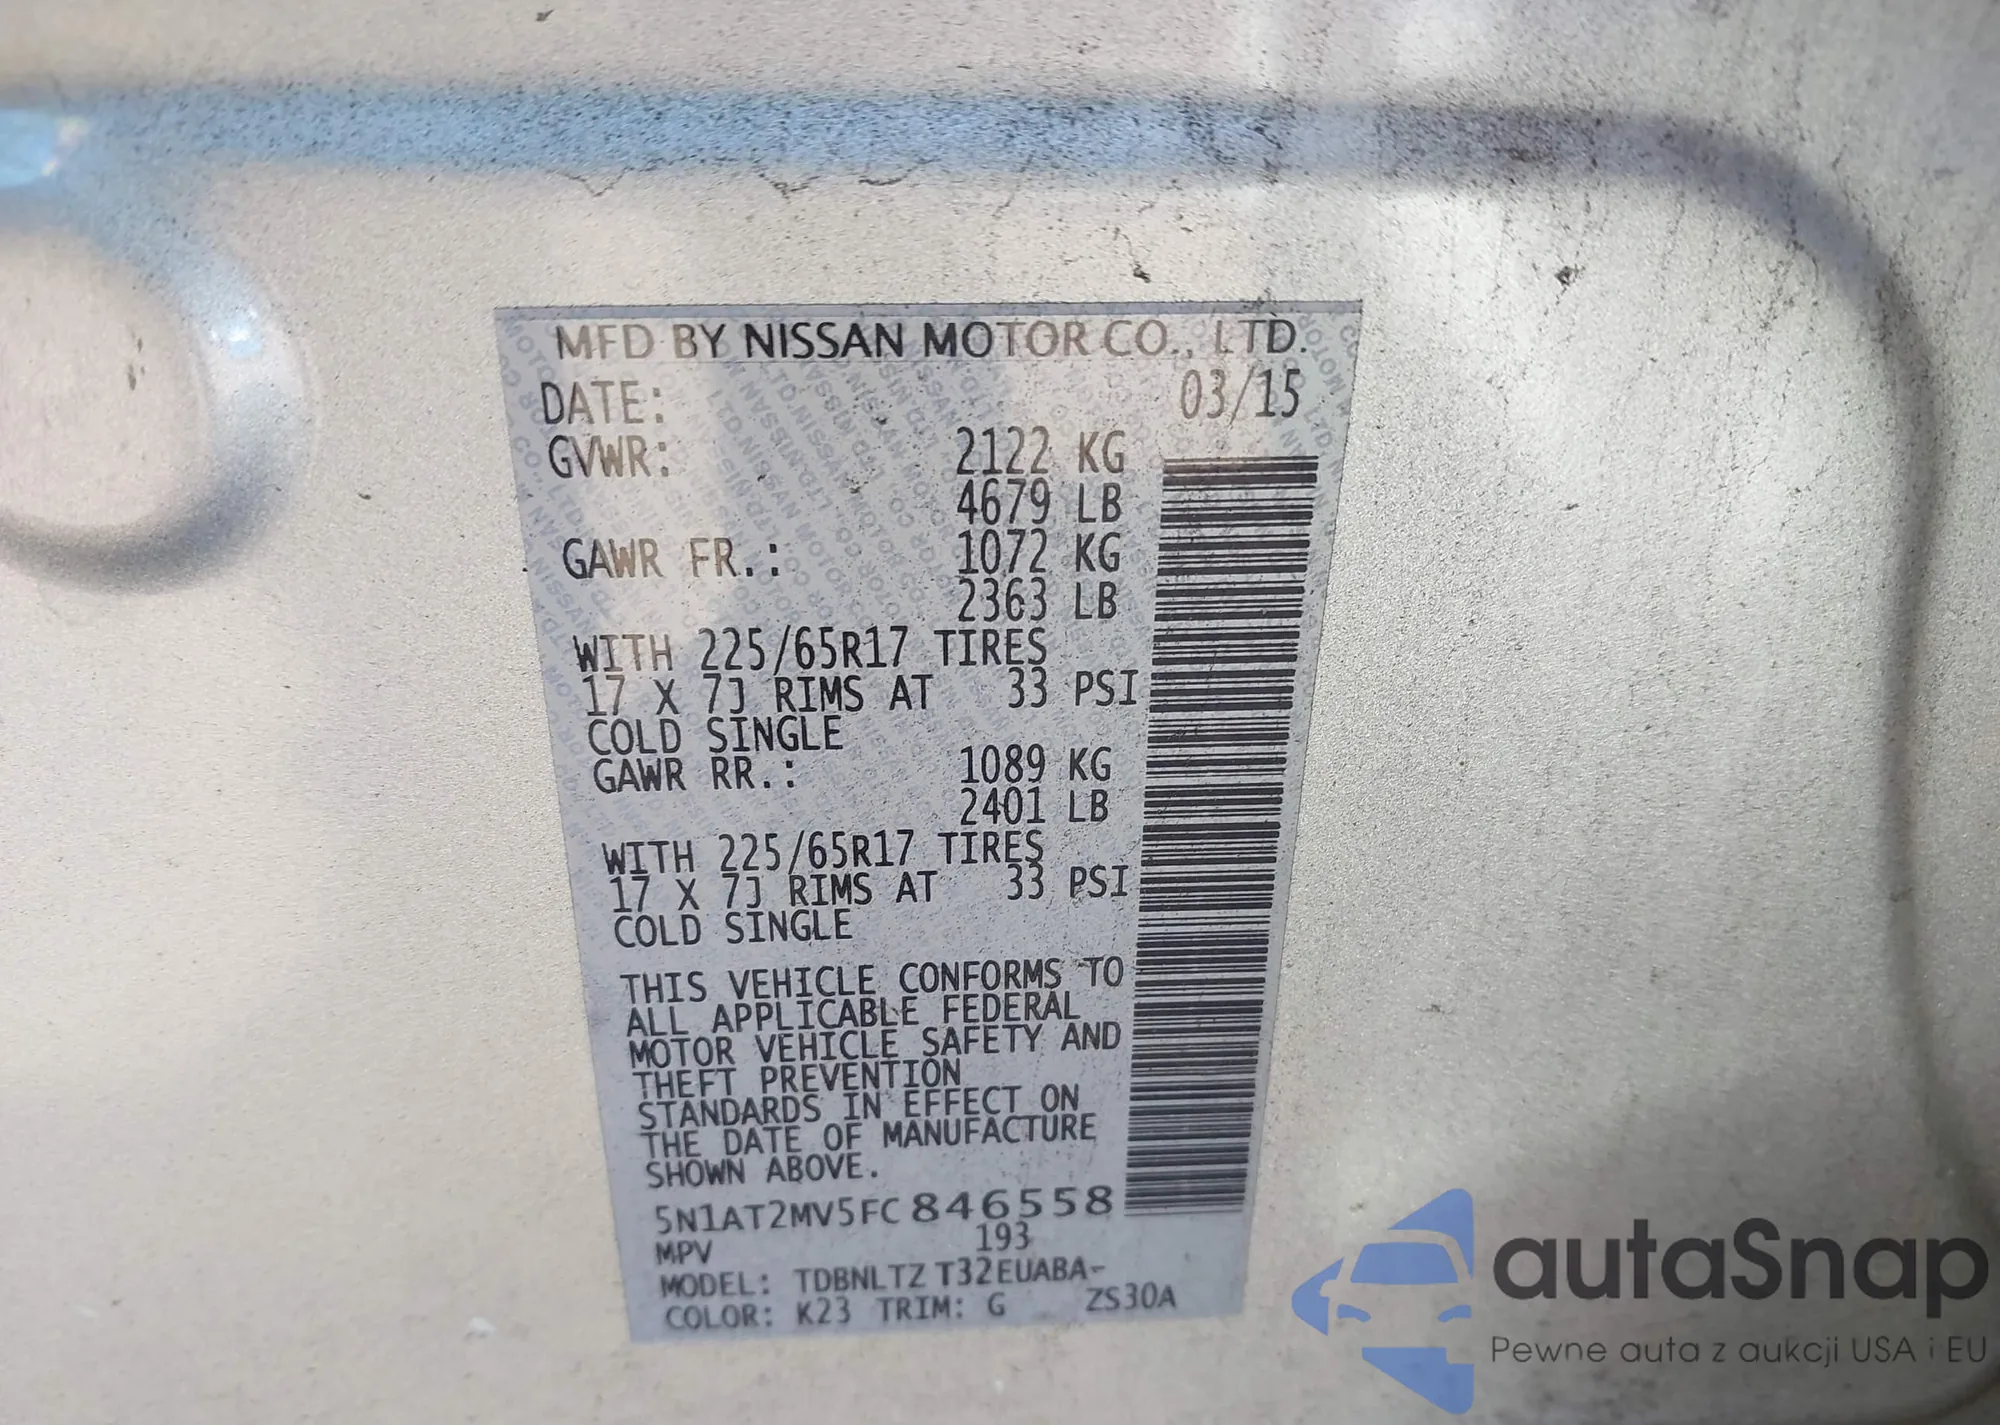 MFD BY NISSAN MOTOR CO., LTD.
DATE: 03/15
GVWR: 2122 KG
4679 LB
GAWR FR.: 1072 KG
2363 LB
WITH 225/65R17 TIRES
17 X 7J RIMS AT 33 PSI
COLD SINGLE
GAWR RR.: 1089 KG
2401 LB
WITH 225/65R17 TIRES
17 X 7J RIMS AT 33 PSI
COLD SINGLE
THIS VEHICLE CONFORMS TO
ALL APPLICABLE FEDERAL
MOTOR VEHICLE SAFETY AND
THEFT PREVENTION
STANDARDS IN EFFECT ON
THE DATE OF MANUFACTURE
SHOWN ABOVE.
5N1AT2MV5FC846558
MPV 193
MODEL: TDBNLTZ T32EUABA-
COLOR: K23 TRIM: G ZS30A
autaSnap
Pewne auta z aukcji USA i EU